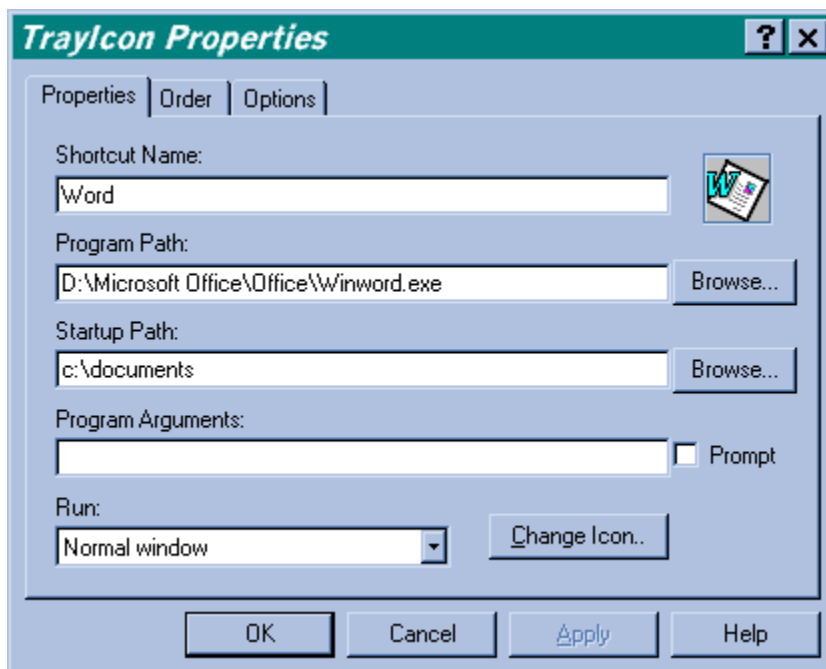 TrayIcon Properties
Properties Order Options
Shortcut Name:
Word
W
Program Path:
D:\Microsoft Office\Office\Winword.exe Browse...
Startup Path:
c:\documents Browse...
Program Arguments:
Prompt
Run:
Normal window Change Icon..
OK Cancel Apply Help